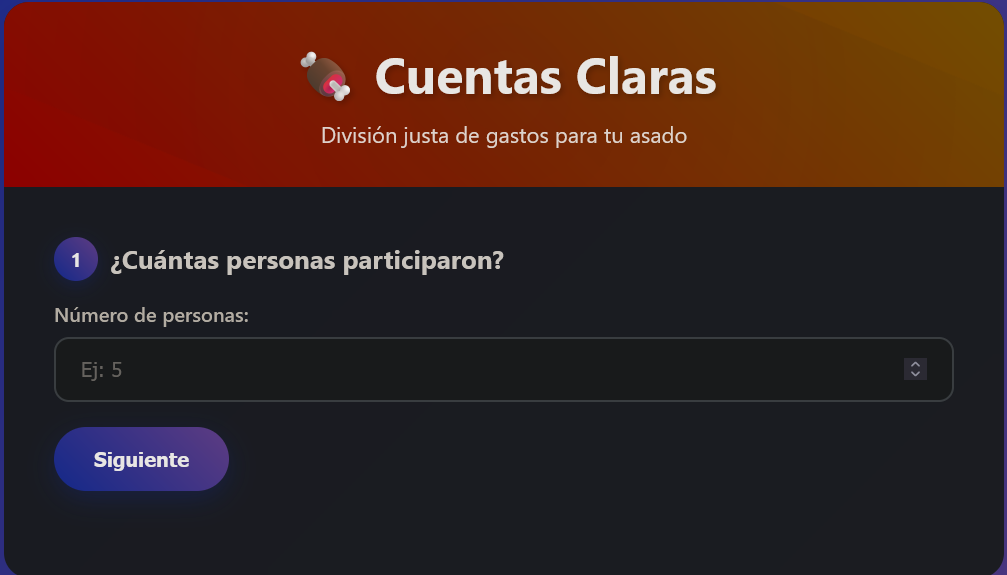 Cuentas Claras
División justa de gastos para tu asado
1 ¿Cuántas personas participaron?
Número de personas:
Ej: 5
Siguiente